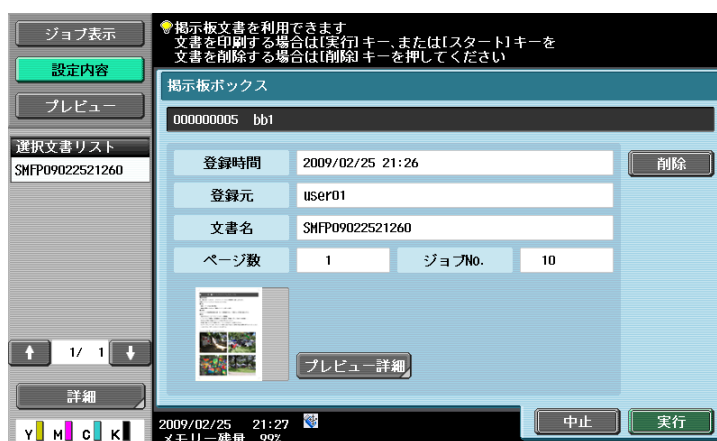 ジョブ表示
設定内容
プレビュー
選択文書リスト
SMFP09022521260
1/ 1
詳細
Y M C K
掲示板文書を利用できます
文書を印刷する場合は[実行]キー、または[スタート]キーを
文書を削除する場合は[削除]キーを押してください
掲示板ボックス
000000005 bb1
登録時間 2009/02/25 21:26
削除
登録元 user01
文書名 SMFP09022521260
ページ数 1 ジョブNo. 10
プレビュー詳細
中止 実行
2009/02/25 21:27
メモリー残量 99%